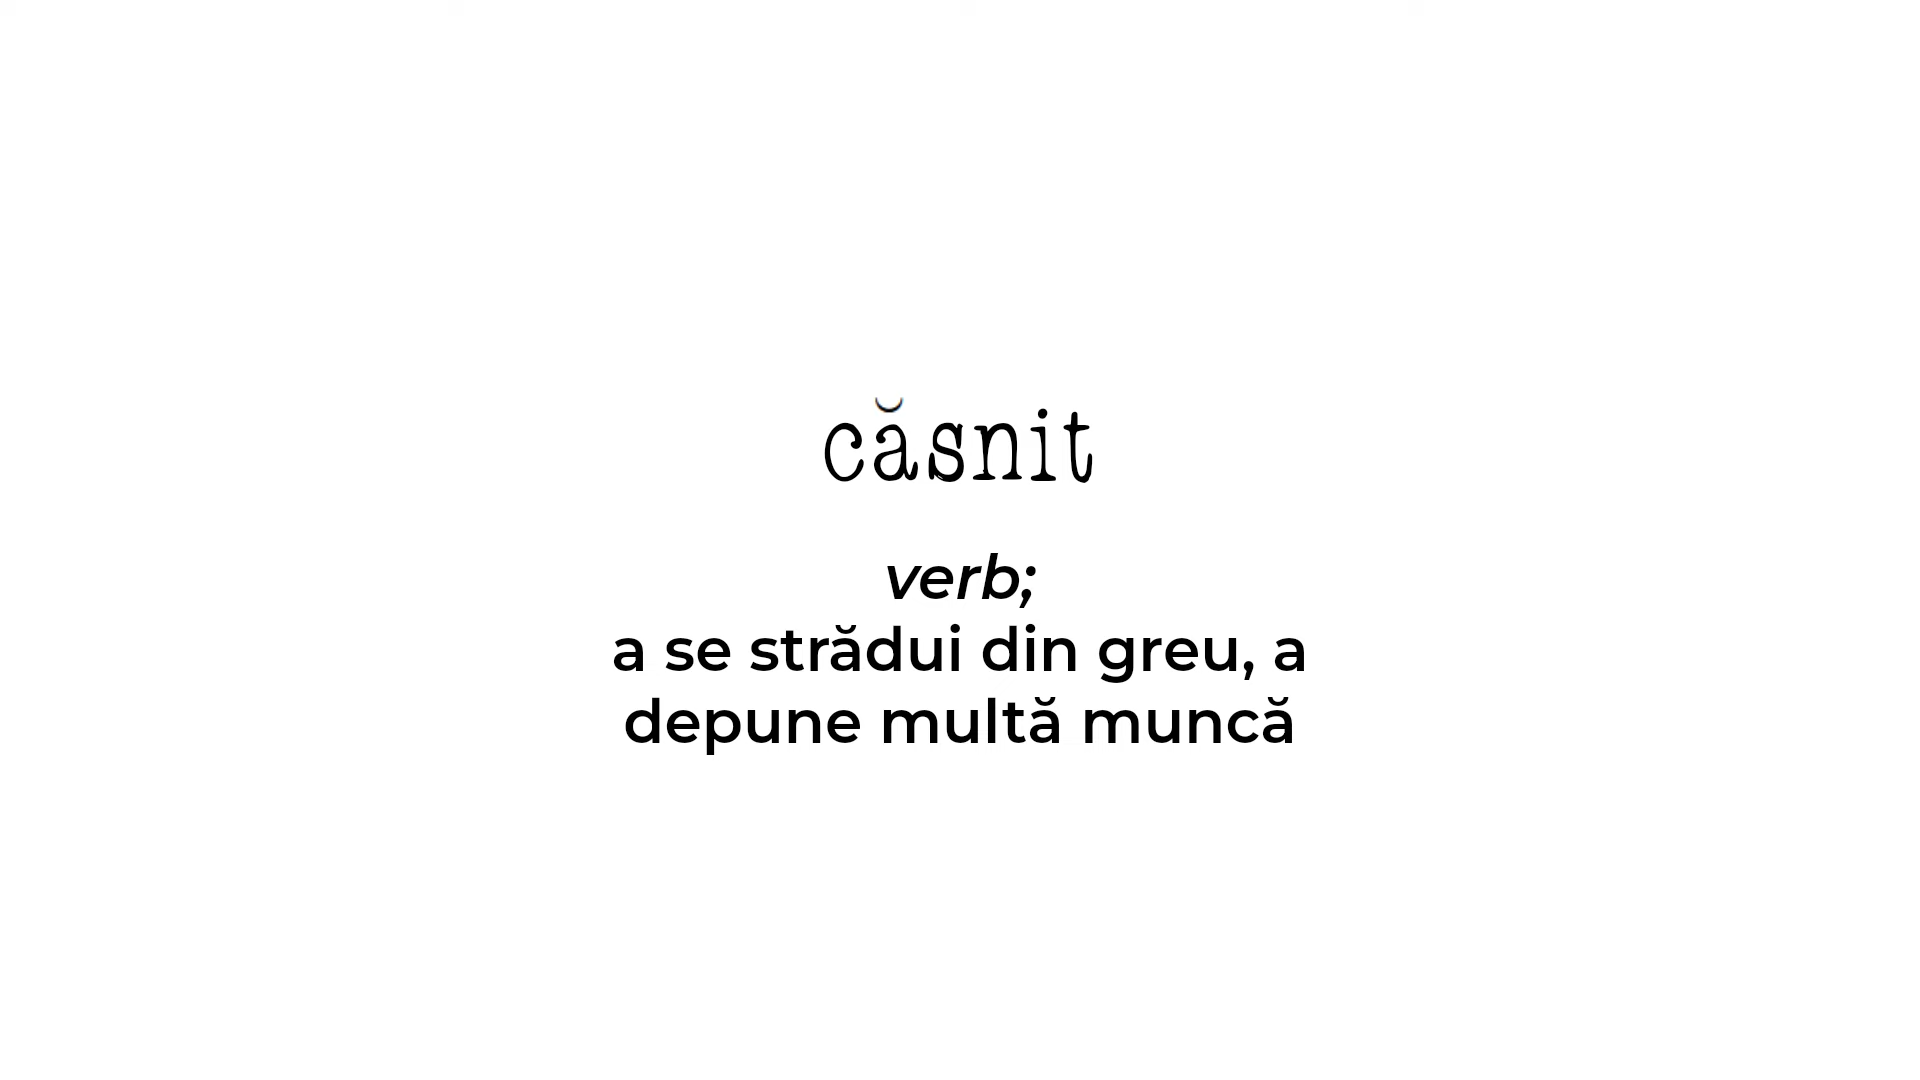 căsnit
verb;
a se strădui din greu, a
depune multă muncă